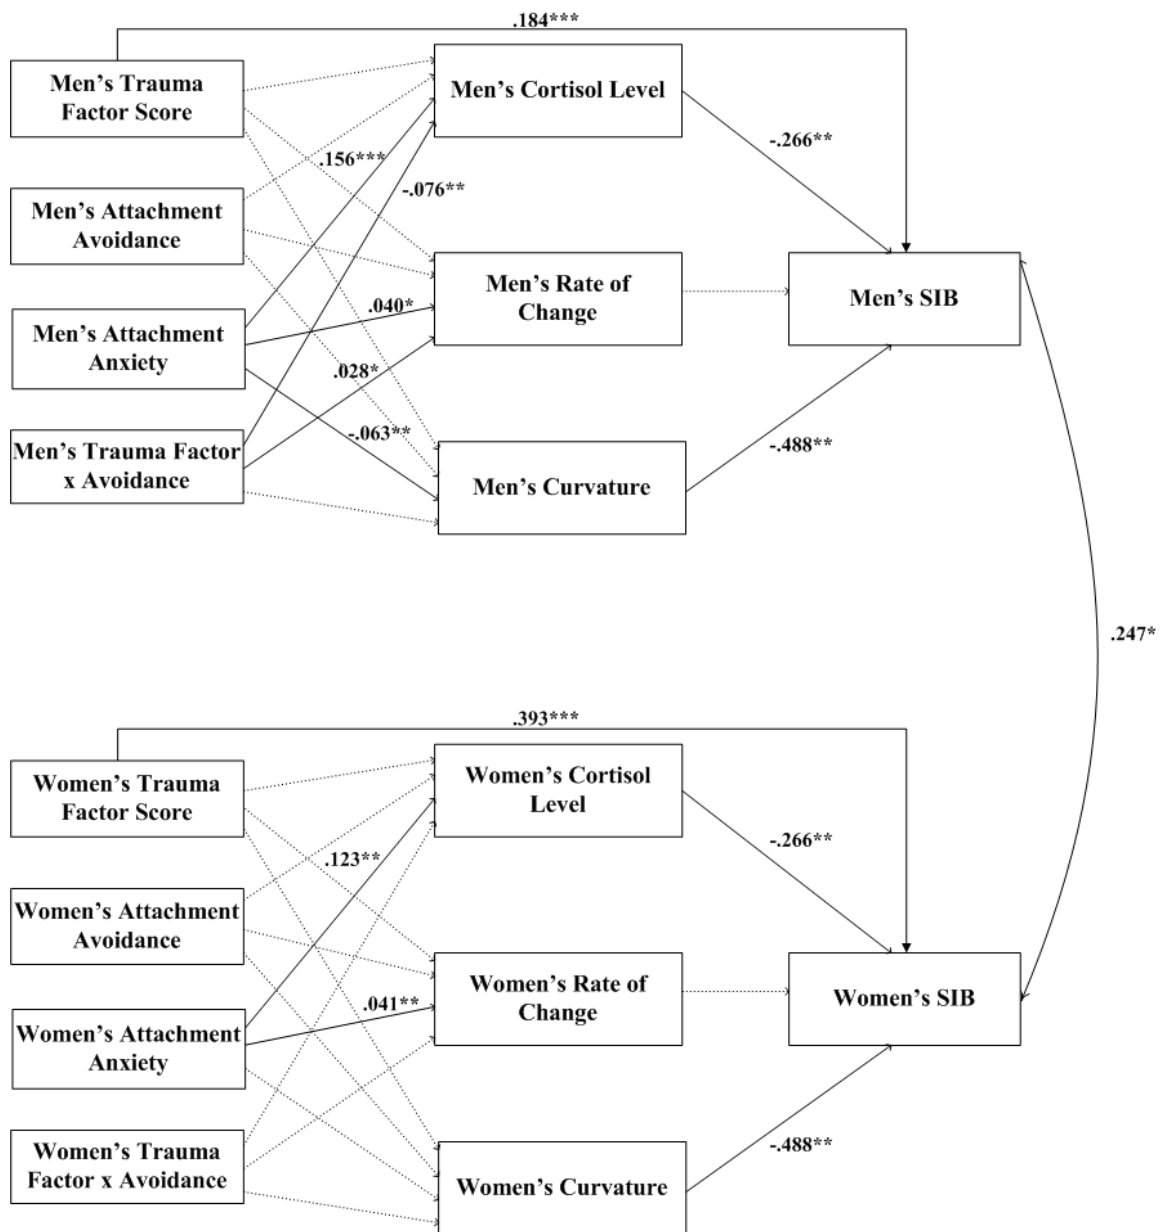 .184***
Men's Trauma
Factor Score
Men's Cortisol Level
-.266**
.156***
-.076**
Men's Attachment
Avoidance
Men's Rate of
Change
Men's SIB
.040*
Men's Attachment
Anxiety
.028*
-.063**
Men's Trauma Factor
x Avoidance
-.488**
Men's Curvature
.247*
.393***
Women's Trauma
Factor Score
Women's Cortisol
Level
-.266**
.123**
Women's Attachment
Avoidance
Women's Rate of
Change
Women's SIB
.041**
Women's Attachment
Anxiety
Women's Trauma
Factor x Avoidance
-.488**
Women's Curvature